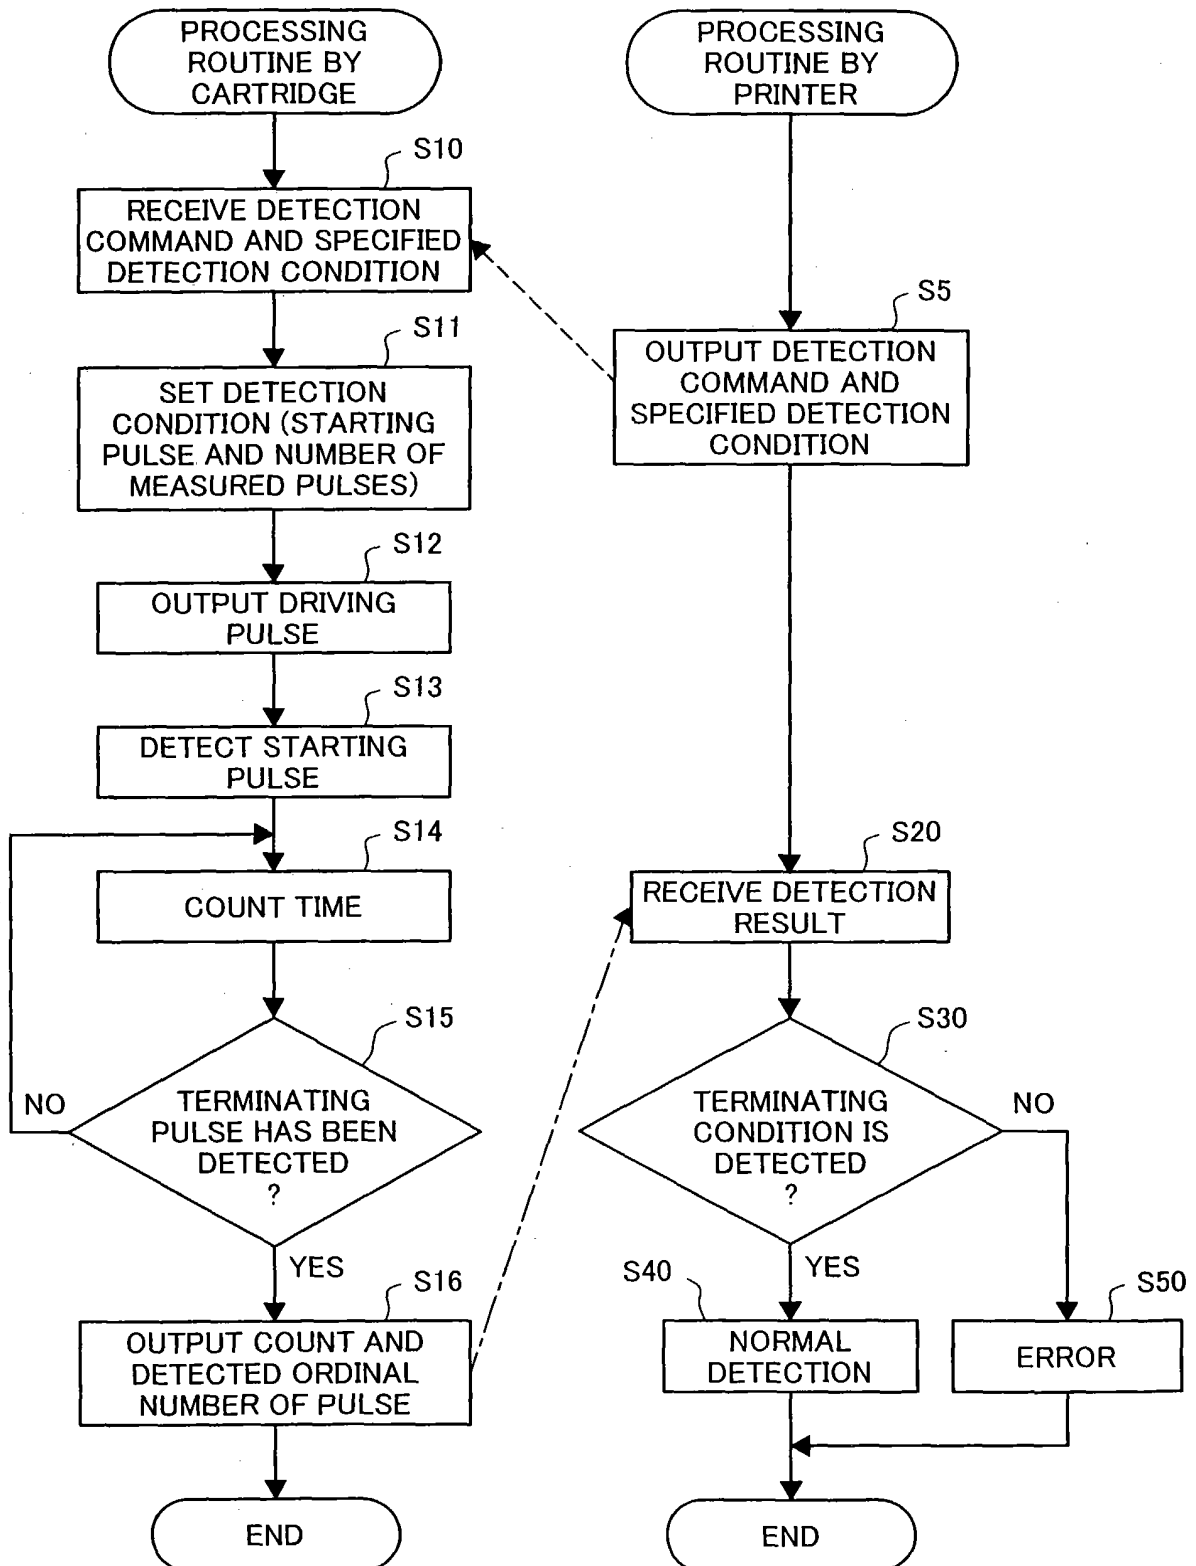 PROCESSING
ROUTINE BY
CARTRIDGE
S10
RECEIVE DETECTION
COMMAND AND SPECIFIED
DETECTION CONDITION
S11
SET DETECTION
CONDITION (STARTING
PULSE AND NUMBER OF
MEASURED PULSES)
S12
OUTPUT DRIVING
PULSE
S13
DETECT STARTING
PULSE
S14
COUNT TIME
S15
TERMINATING
PULSE HAS BEEN
DETECTED
?
NO
YES
S16
OUTPUT COUNT AND
DETECTED ORDINAL
NUMBER OF PULSE
END
PROCESSING
ROUTINE BY
PRINTER
S5
OUTPUT DETECTION
COMMAND AND
SPECIFIED DETECTION
CONDITION
S20
RECEIVE DETECTION
RESULT
S30
TERMINATING
CONDITION IS
DETECTED
?
NO
YES
S40
NORMAL
DETECTION
S50
ERROR
END